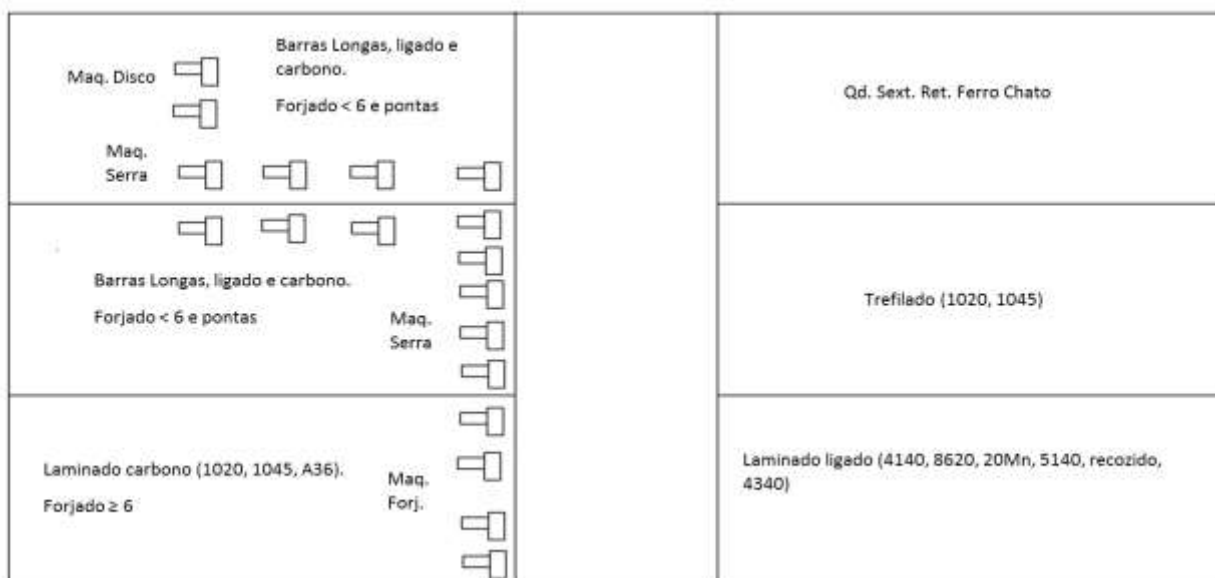 Maq. Disco
Barras Longas, ligado e
carbono.
Forjado < 6 e pontas
Maq.
Serra
Qd. Sext. Ret. Ferro Chato
Barras Longas, ligado e carbono.
Forjado < 6 e pontas
Maq.
Serra
Trefilado (1020, 1045)
Laminado carbono (1020, 1045, A36).
Forjado ≥ 6
Maq.
Forj.
Laminado ligado (4140, 8620, 20Mn, 5140, recozido,
4340)